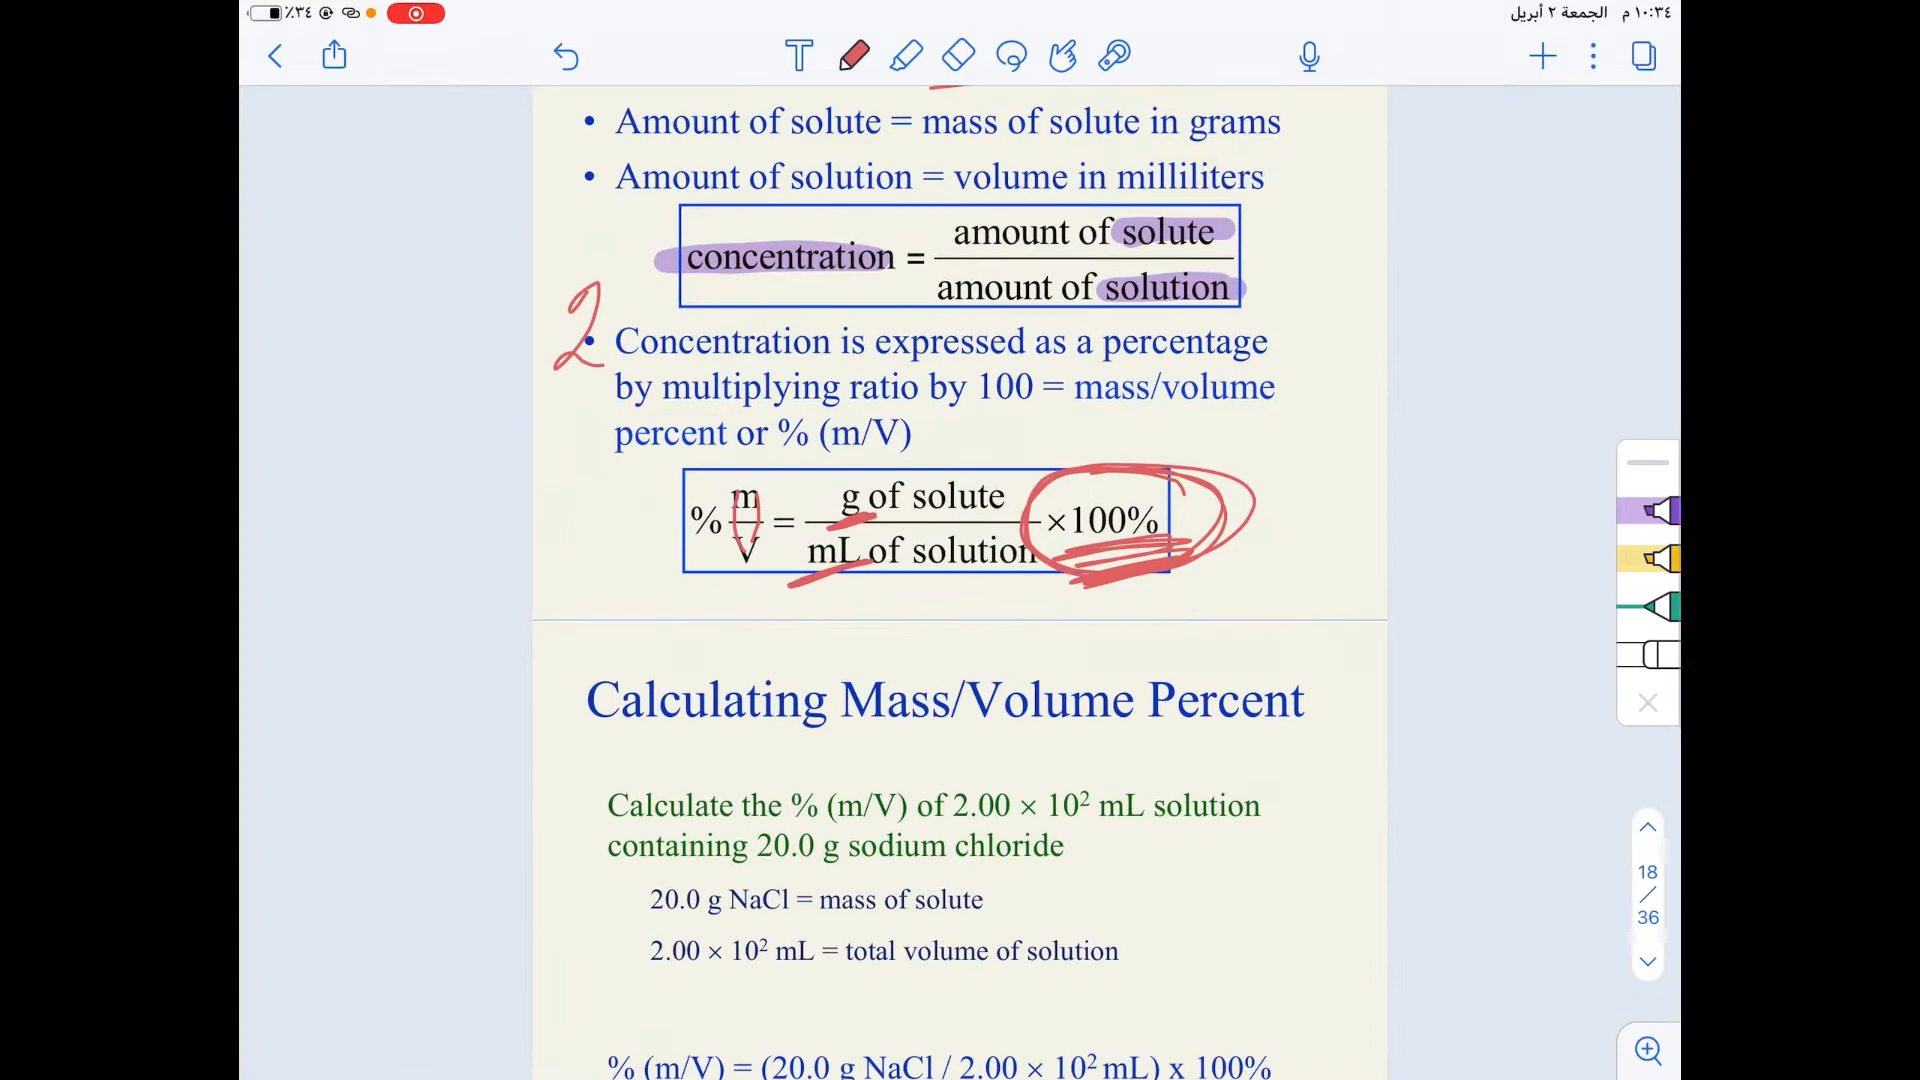 ٪٣٤
١٠:٣٤ م الجمعة ٢ أبريل
T
• Amount of solute = mass of solute in grams
• Amount of solution = volume in milliliters
concentration = amount of solute
amount of solution
2
• Concentration is expressed as a percentage
by multiplying ratio by 100 = mass/volume
percent or % (m/V)
% m/V = g of solute
mL of solution ×100%
Calculating Mass/Volume Percent
Calculate the % (m/V) of 2.00 × 10² mL solution
containing 20.0 g sodium chloride
20.0 g NaCl = mass of solute
2.00 × 10² mL = total volume of solution
% (m/V) = (20.0 g NaCl / 2.00 × 10² mL) x 100%
18
/
36